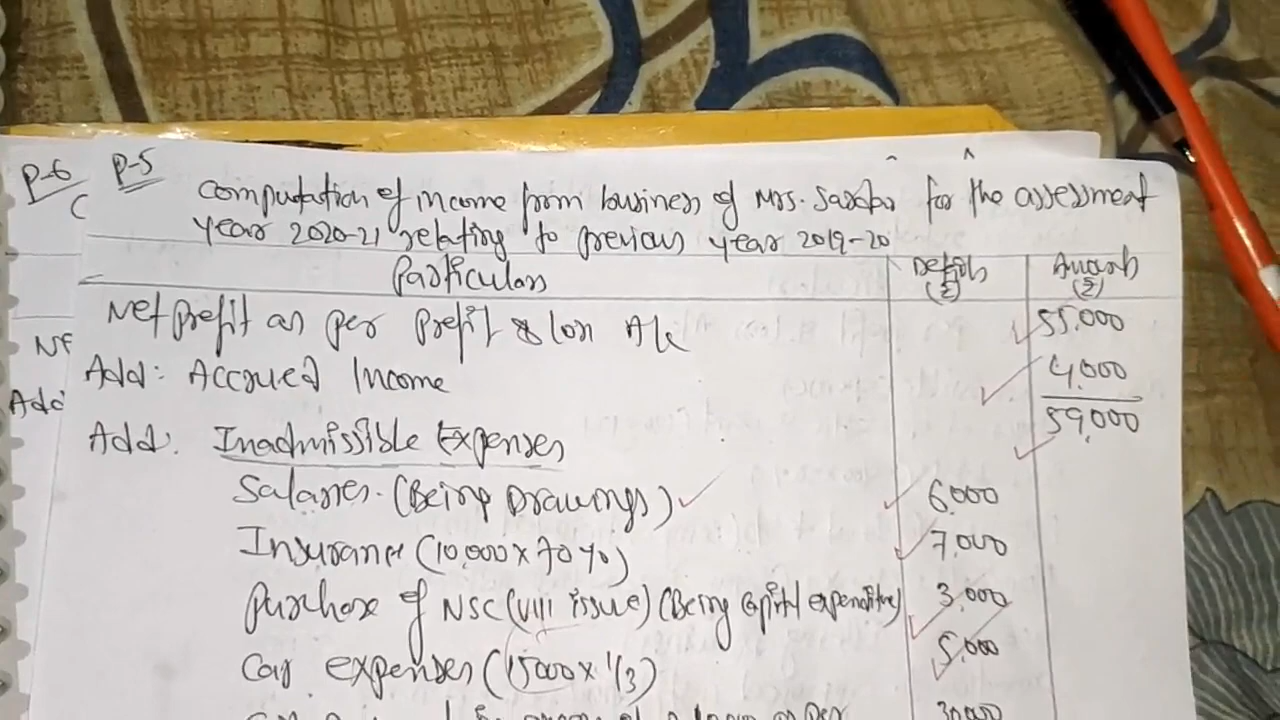 P-6
P-5
C
Computation of income from business of Mrs. for the assessment
year 2020-21 relating to previous year 2019-20
Particulars Details (₹) Amount (₹)
Net profit as per profit & loss A/c 55,000
Add: Accrued Income 4,000
59,000
Add: Inadmissible Expenses
Salaries. (Being Drawings) 6,000
Insurance (10,000 x 70%) 7,000
Purchase of NSC (VIII issue) (Being capital expenditure) 3,000
Car expenses (15000 x 1/3) 5,000
30,000
Add